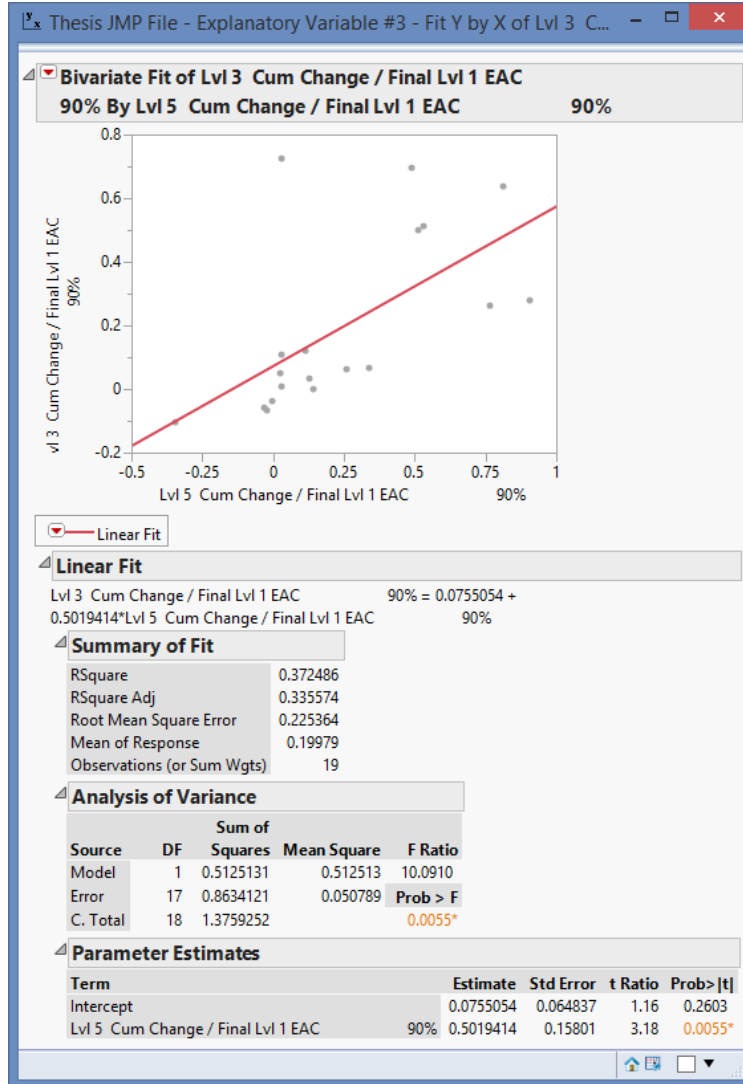 Thesis JMP File - Explanatory Variable #3 - Fit Y by X of Lvl 3 C...
Bivariate Fit of Lvl 3 Cum Change / Final Lvl 1 EAC
90% By Lvl 5 Cum Change / Final Lvl 1 EAC 90%
0.8
0.6
0.4
0.2
0
-0.2
vl 3 Cum Change / Final Lvl 1 EAC
90%
-0.5 -0.25 0 0.25 0.5 0.75 1
Lvl 5 Cum Change / Final Lvl 1 EAC 90%
Linear Fit
Linear Fit
Lvl 3 Cum Change / Final Lvl 1 EAC 90% = 0.0755054 +
0.5019414*Lvl 5 Cum Change / Final Lvl 1 EAC 90%
Summary of Fit
RSquare 0.372486
RSquare Adj 0.335574
Root Mean Square Error 0.225364
Mean of Response 0.19979
Observations (or Sum Wgts) 19
Analysis of Variance
Sum of
Source DF Squares Mean Square F Ratio
Model 1 0.5125131 0.512513 10.0910
Error 17 0.8634121 0.050789 Prob > F
C. Total 18 1.3759252 0.0055*
Parameter Estimates
Term Estimate Std Error t Ratio Prob>|t|
Intercept 0.0755054 0.064837 1.16 0.2603
Lvl 5 Cum Change / Final Lvl 1 EAC 90% 0.5019414 0.15801 3.18 0.0055*